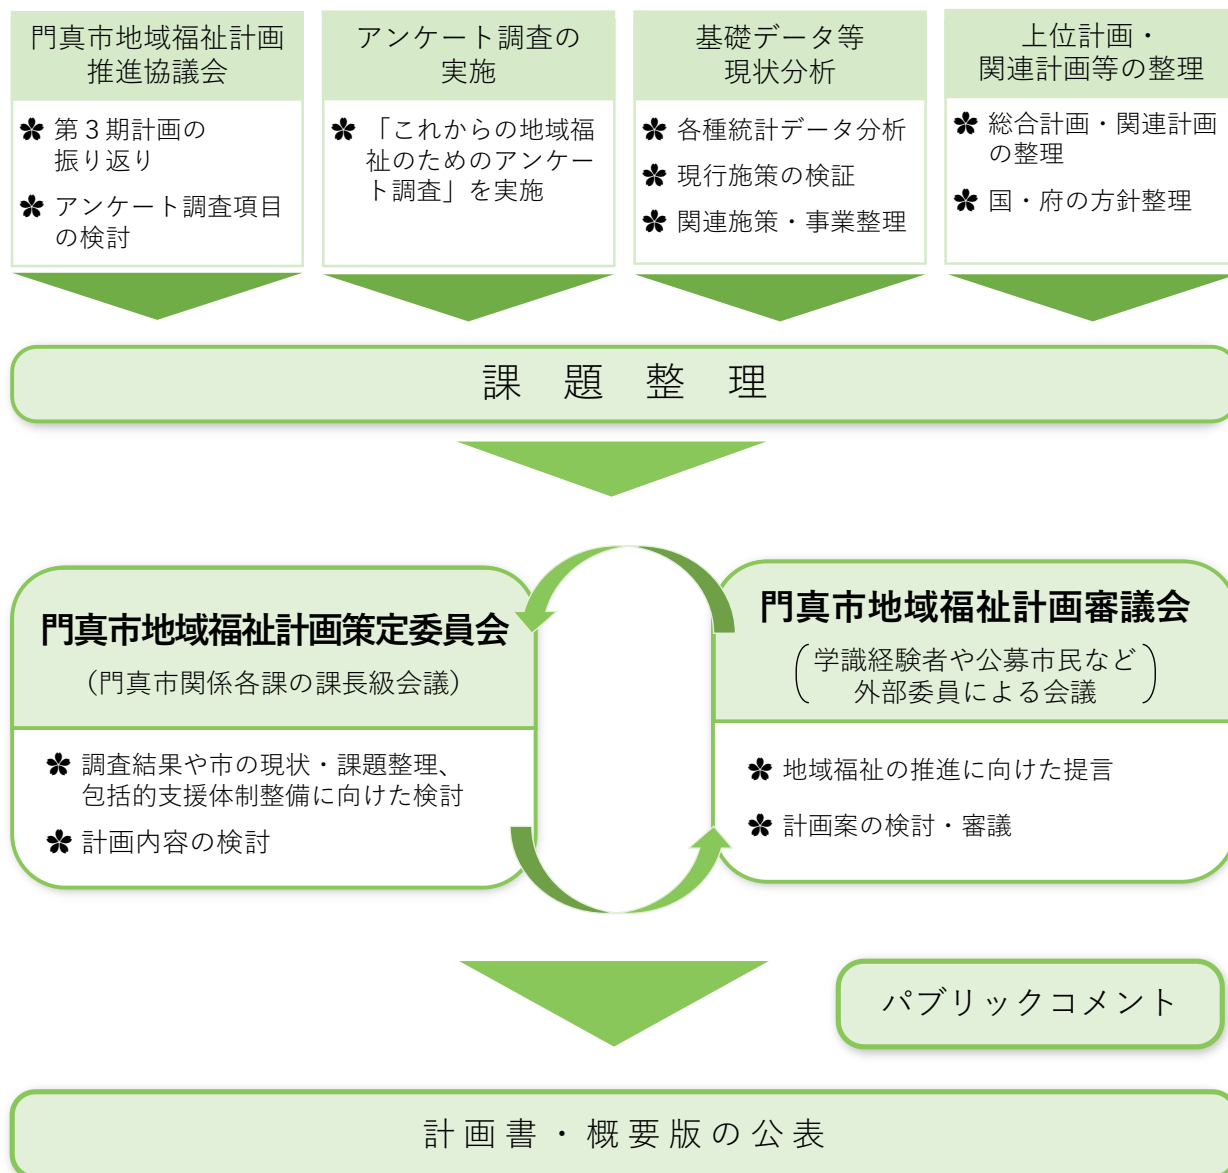 門真市地域福祉計画
推進協議会
✽ 第３期計画の
振り返り
✽ アンケート調査項目
の検討
アンケート調査の
実施
✽ 「これからの地域福
祉のためのアンケー
ト調査」を実施
基礎データ等
現状分析
✽ 各種統計データ分析
✽ 現行施策の検証
✽ 関連施策・事業整理
上位計画・
関連計画等の整理
✽ 総合計画・関連計画
の整理
✽ 国・府の方針整理
課題整理
門真市地域福祉計画策定委員会
（門真市関係各課の課長級会議）
✽ 調査結果や市の現状・課題整理、
包括的支援体制整備に向けた検討
✽ 計画内容の検討
門真市地域福祉計画審議会
（学識経験者や公募市民など
外部委員による会議）
✽ 地域福祉の推進に向けた提言
✽ 計画案の検討・審議
パブリックコメント
計画書・概要版の公表